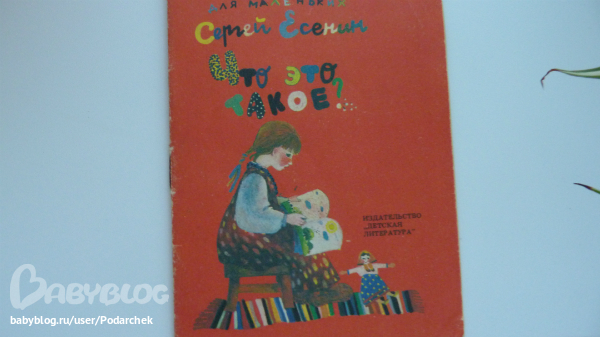 для маленьких
Сергей Есенин
Что это
такое?...
ИЗДАТЕЛЬСТВО
„ДЕТСКАЯ
ЛИТЕРАТУРА"
BABYBLOG
babyblog.ru/user/Podarchek